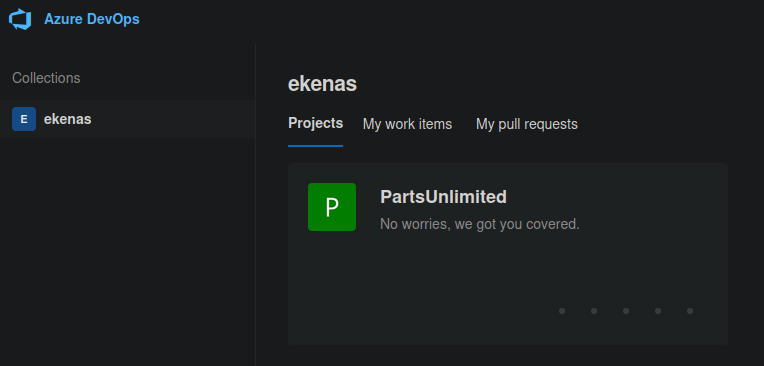 Azure DevOps
Collections
E ekenas
ekenas
Projects My work items My pull requests
P PartsUnlimited
No worries, we got you covered.